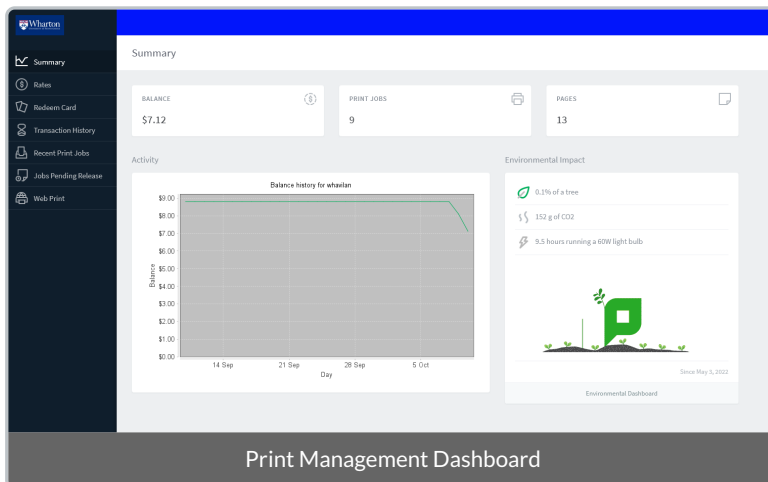 Wharton
Summary
Rates
Redeem Card
Transaction History
Recent Print Jobs
Jobs Pending Release
Web Print
Summary
BALANCE
$7.12
PRINT JOBS
9
PAGES
13
Activity
Balance history for whavilan
$9.00
$8.00
$7.00
$6.00
$5.00
$4.00
$3.00
$2.00
$1.00
$0.00
Balance
14 Sep 21 Sep 28 Sep 5 Oct
Day
Environmental Impact
0.1% of a tree
152 g of CO2
9.5 hours running a 60W light bulb
Since May 3, 2022
Environmental Dashboard
Print Management Dashboard